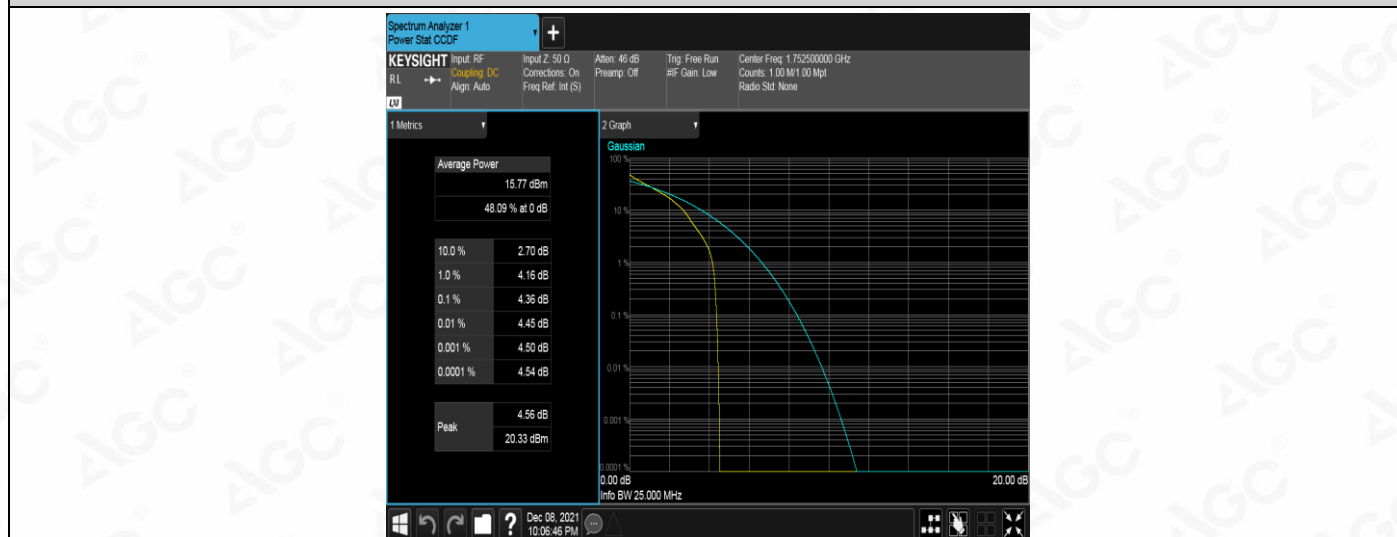 Spectrum Analyzer 1
Power Stat CCDF
+
KEYSIGHT Input: RF Input Z: 50 Ω Atten: 46 dB Trig: Free Run Center Freq: 1.752500000 GHz
RL Coupling: DC Corrections: On Preamp: Off #IF Gain: Low Counts: 1.00 M/1.00 Mpt
Align: Auto Freq Ref: Int (S) Radio Std: None
LXI
1 Metrics 2 Graph
Gaussian
Average Power
15.77 dBm
48.09 % at 0 dB
10.0 % 2.70 dB
1.0 % 4.16 dB
0.1 % 4.36 dB
0.01 % 4.45 dB
0.001 % 4.50 dB
0.0001 % 4.54 dB
Peak 4.56 dB
20.33 dBm
100 %
10 %
1 %
0.1 %
0.01 %
0.001 %
0.0001 %
0.00 dB 20.00 dB
Info BW 25.000 MHz
? Dec 08, 2021
10:06:46 PM
AGC